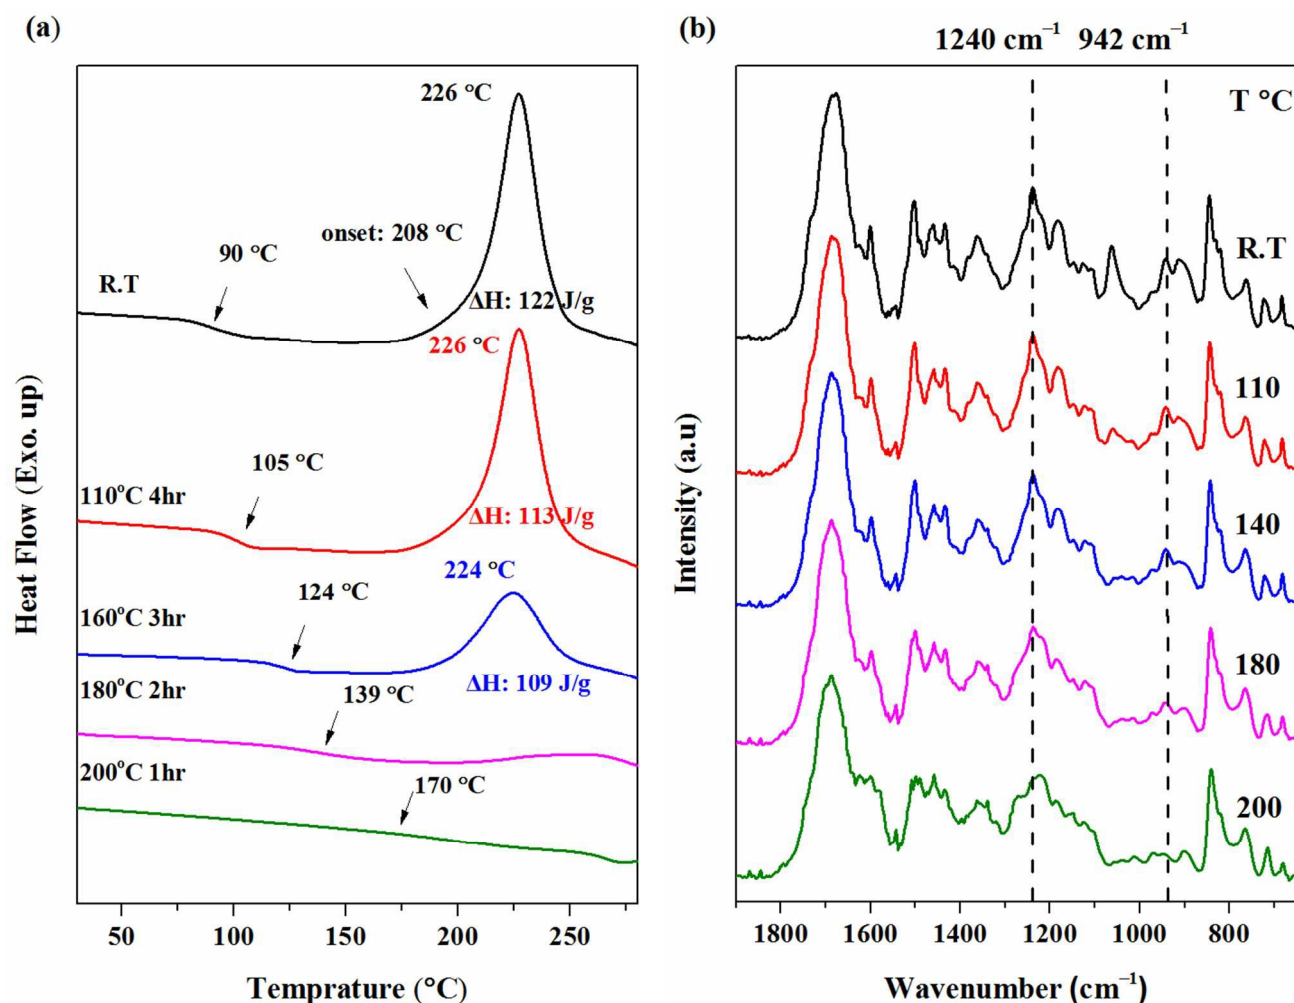 (a)
226 °C
onset: 208 °C
90 °C
R.T
ΔH: 122 J/g
226 °C
105 °C
110°C 4hr
ΔH: 113 J/g
224 °C
124 °C
160°C 3hr
ΔH: 109 J/g
180°C 2hr
139 °C
200°C 1hr
170 °C
Heat Flow (Exo. up)
50 100 150 200 250
Temprature (°C)
(b)
1240 cm⁻¹ 942 cm⁻¹
T °C
R.T
110
140
180
200
Intensity (a.u)
1800 1600 1400 1200 1000 800
Wavenumber (cm⁻¹)